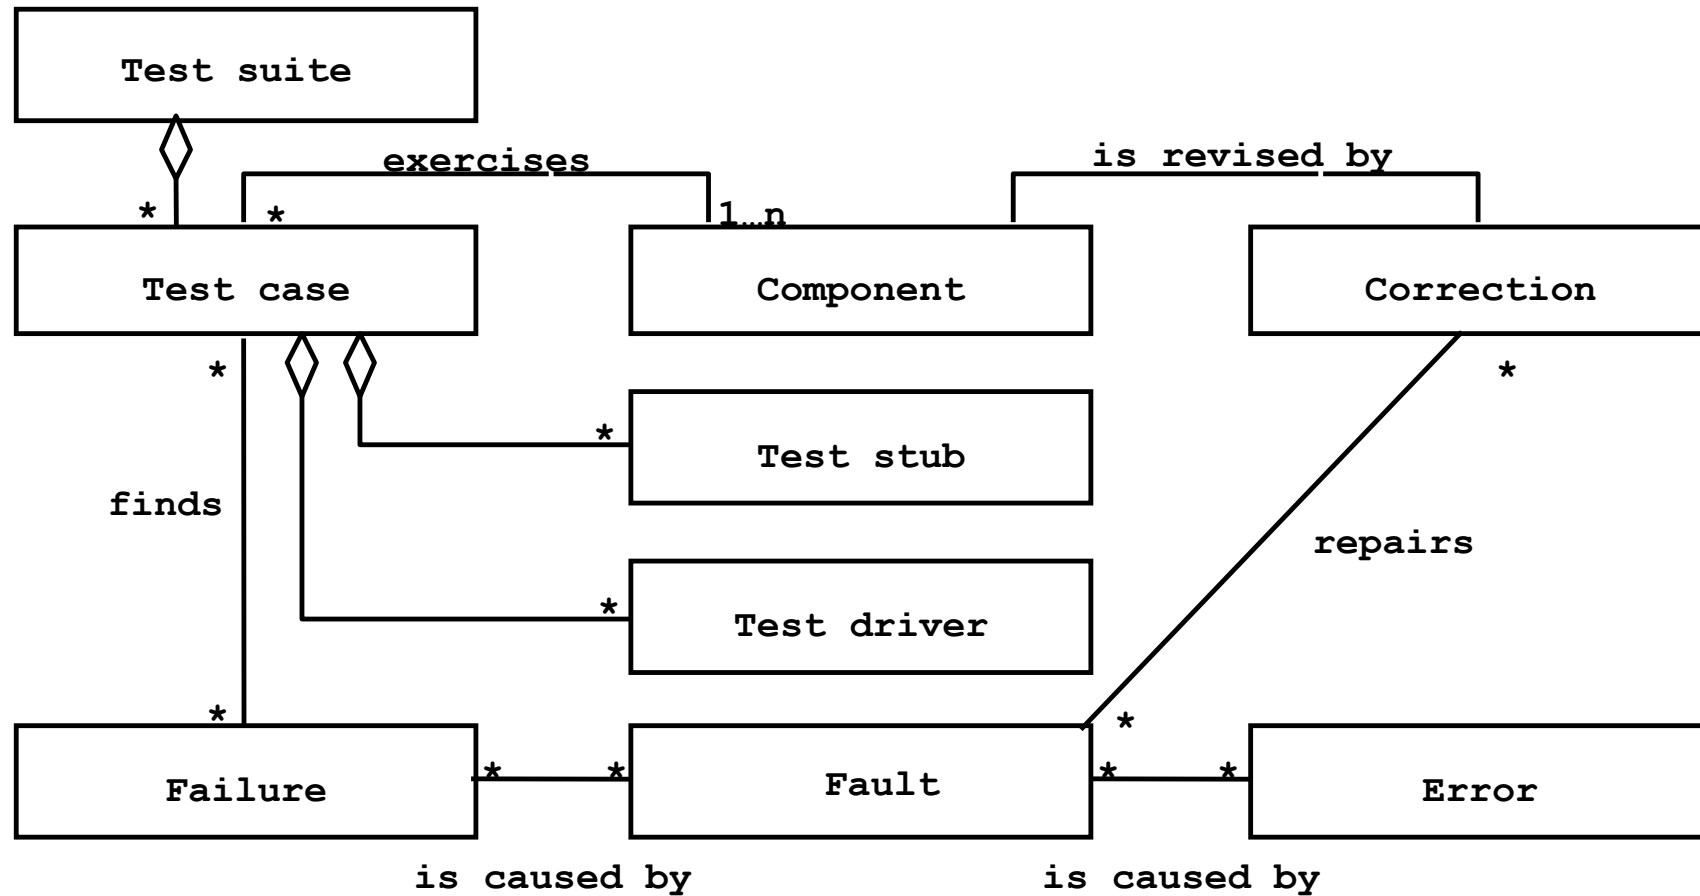 Test suite
exercises
is revised by
*
*
1…n
Test case
Component
Correction
*
*
*
Test stub
finds
repairs
*
Test driver
*
*
Failure
*
*
Fault
*
*
Error
is caused by
is caused by